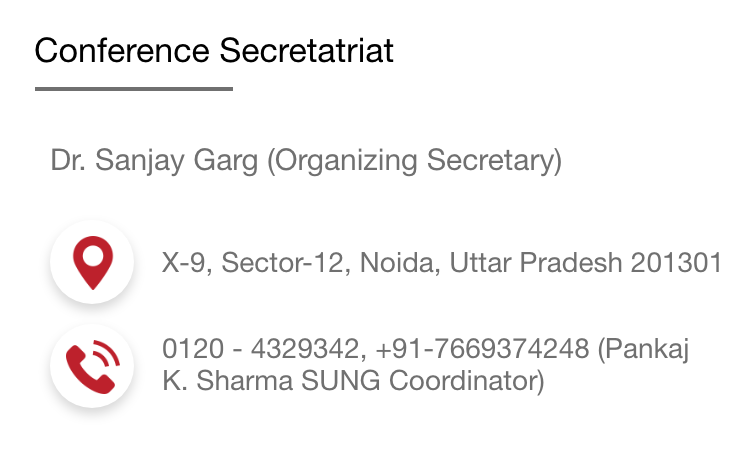 Conference Secretatriat
Dr. Sanjay Garg (Organizing Secretary)
X-9, Sector-12, Noida, Uttar Pradesh 201301
0120 - 4329342, +91-7669374248 (Pankaj
K. Sharma SUNG Coordinator)